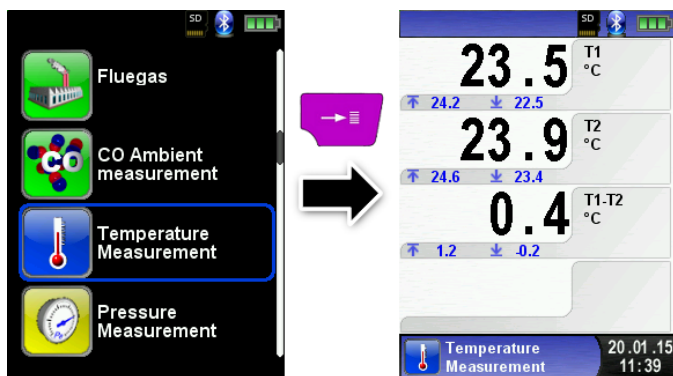 SD
Fluegas
CO
CO Ambient
measurement
Temperature
Measurement
Pressure
Measurement
SD
23.5 T1 °C
24.2 22.5
23.9 T2 °C
24.6 23.4
0.4 T1-T2 °C
1.2 -0.2
Temperature
Measurement
20.01.15
11:39